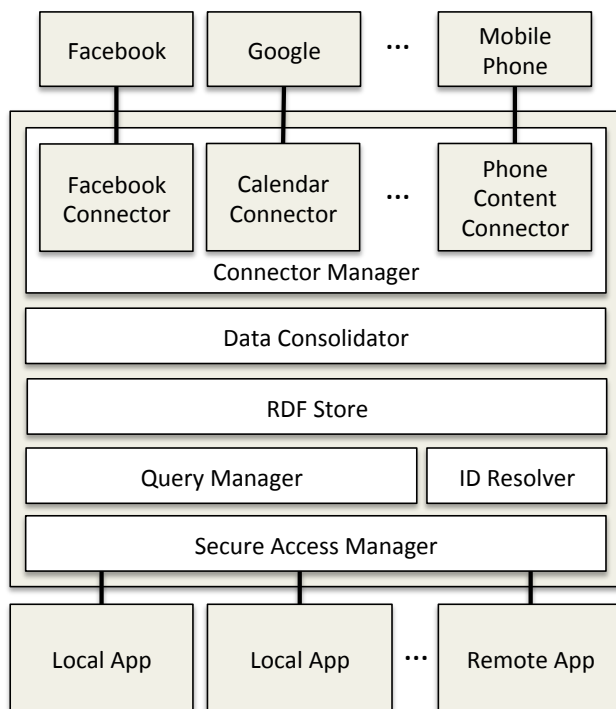 Facebook
Google
...
Mobile
Phone
Facebook
Connector
Calendar
Connector
...
Phone
Content
Connector
Connector Manager
Data Consolidator
RDF Store
Query Manager
ID Resolver
Secure Access Manager
Local App
Local App
...
Remote App